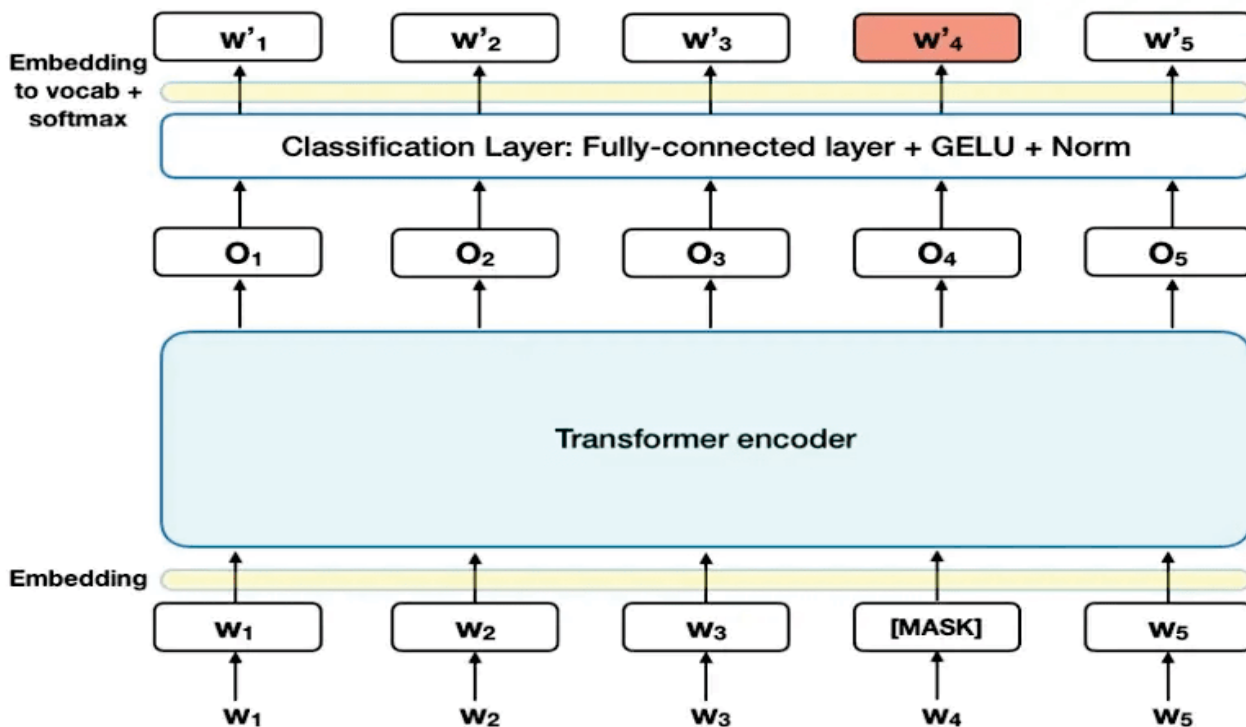 w'₁ w'₂ w'₃ w'₄ w'₅
Embedding
to vocab +
softmax
Classification Layer: Fully-connected layer + GELU + Norm
O₁ O₂ O₃ O₄ O₅
Transformer encoder
Embedding
W₁ W₂ W₃ [MASK] W₅
W₁ W₂ W₃ W₄ W₅